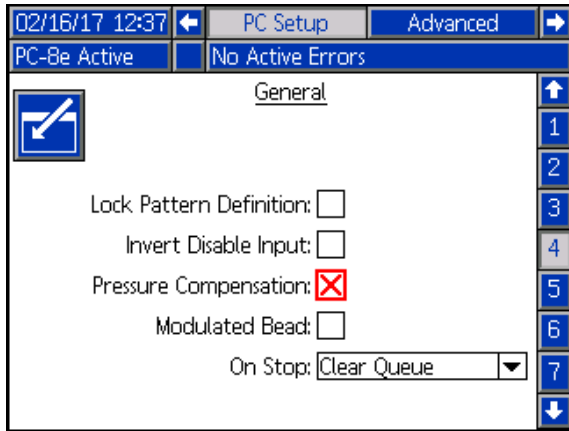 02/16/17 12:37 PC Setup Advanced
PC-8e Active No Active Errors
General
1
2
Lock Pattern Definition: 3
Invert Disable Input: 4
Pressure Compensation: 5
Modulated Bead: 6
On Stop: Clear Queue 7